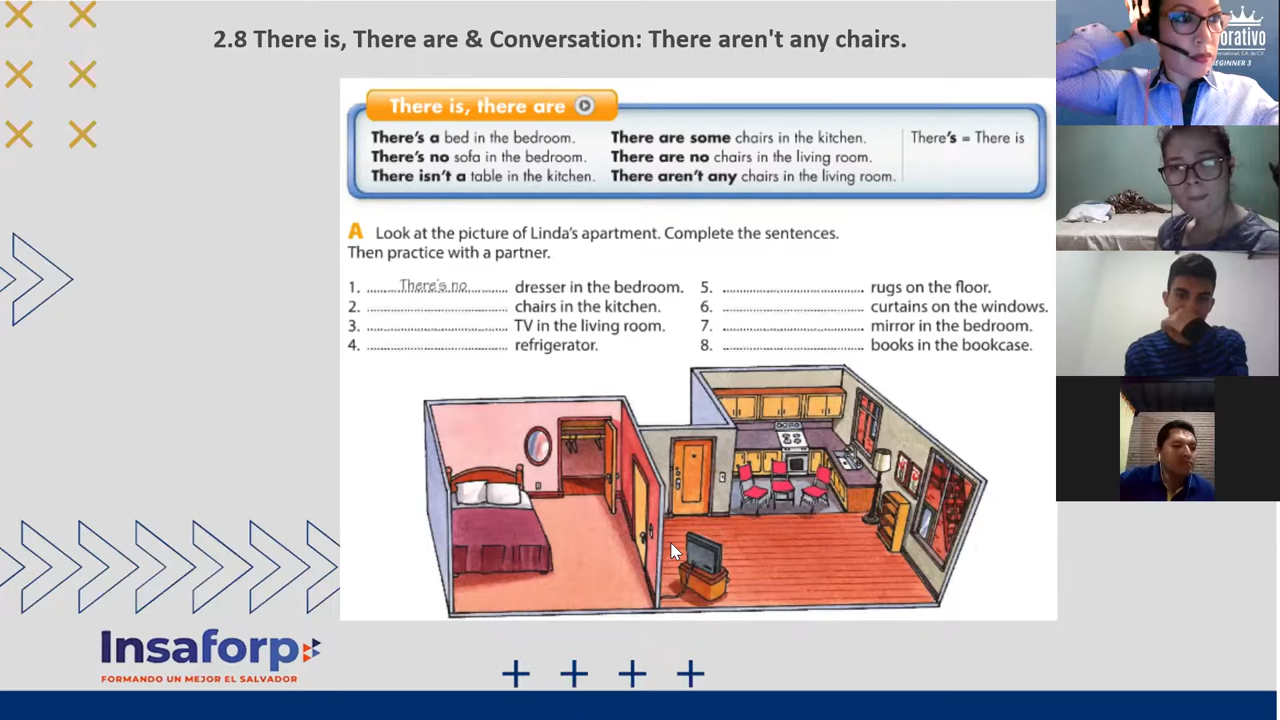 2.8 There is, There are & Conversation: There aren't any chairs.
There is, there are
There's a bed in the bedroom.
There's no sofa in the bedroom.
There isn't a table in the kitchen.
There are some chairs in the kitchen.
There are no chairs in the living room.
There aren't any chairs in the living room.
There's = There is
A Look at the picture of Linda's apartment. Complete the sentences.
Then practice with a partner.
1. There's no dresser in the bedroom.
2. chairs in the kitchen.
3. TV in the living room.
4. refrigerator.
5. rugs on the floor.
6. curtains on the windows.
7. mirror in the bedroom.
8. books in the bookcase.
Insaforp
FORMANDO UN MEJOR EL SALVADOR
orativo
BEGINNER 3